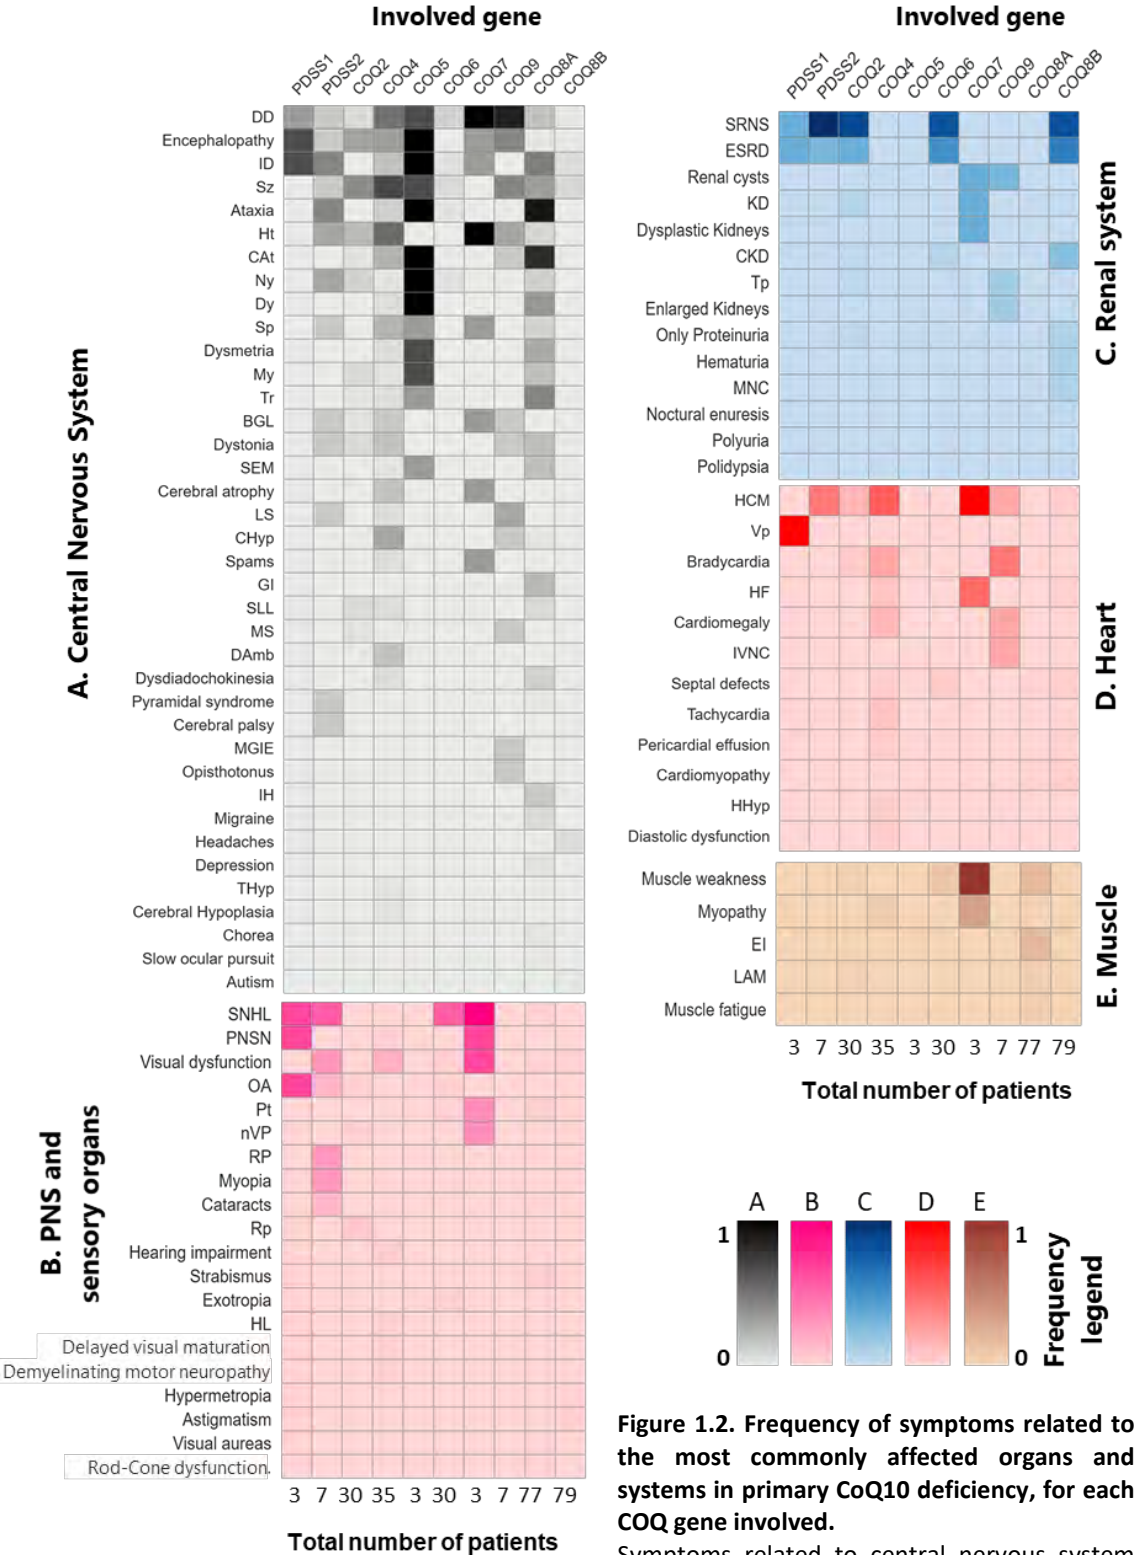 Involved gene
PDSS1 PDSS2 COQ2 COQ4 COQ5 COQ6 COQ7 COQ9 COQ8A COQ8B
A. Central Nervous System
DD
Encephalopathy
ID
Sz
Ataxia
Ht
CAt
Ny
Dy
Sp
Dysmetria
My
Tr
BGL
Dystonia
SEM
Cerebral atrophy
LS
CHyp
Spams
GI
SLL
MS
DAmb
Dysdiadochokinesia
Pyramidal syndrome
Cerebral palsy
MGIE
Opisthotonus
IH
Migraine
Headaches
Depression
THyp
Cerebral Hypoplasia
Chorea
Slow ocular pursuit
Autism
B. PNS and
sensory organs
SNHL
PNSN
Visual dysfunction
OA
Pt
nVP
RP
Myopia
Cataracts
Rp
Hearing impairment
Strabismus
Exotropia
HL
Delayed visual maturation
Demyelinating motor neuropathy
Hypermetropia
Astigmatism
Visual aureas
Rod-Cone dysfunction.
3 7 30 35 3 30 3 7 77 79
Total number of patients
Involved gene
PDSS1 PDSS2 COQ2 COQ4 COQ5 COQ6 COQ7 COQ9 COQ8A COQ8B
C. Renal system
SRNS
ESRD
Renal cysts
KD
Dysplastic Kidneys
CKD
Tp
Enlarged Kidneys
Only Proteinuria
Hematuria
MNC
Noctural enuresis
Polyuria
Polidypsia
D. Heart
HCM
Vp
Bradycardia
HF
Cardiomegaly
IVNC
Septal defects
Tachycardia
Pericardial effusion
Cardiomyopathy
HHyp
Diastolic dysfunction
E. Muscle
Muscle weakness
Myopathy
EI
LAM
Muscle fatigue
3 7 30 35 3 30 3 7 77 79
Total number of patients
A B C D E
1 1
0 0
Frequency
legend
Figure 1.2. Frequency of symptoms related to
the most commonly affected organs and
systems in primary CoQ10 deficiency, for each
COQ gene involved.
Symptoms related to central nervous system